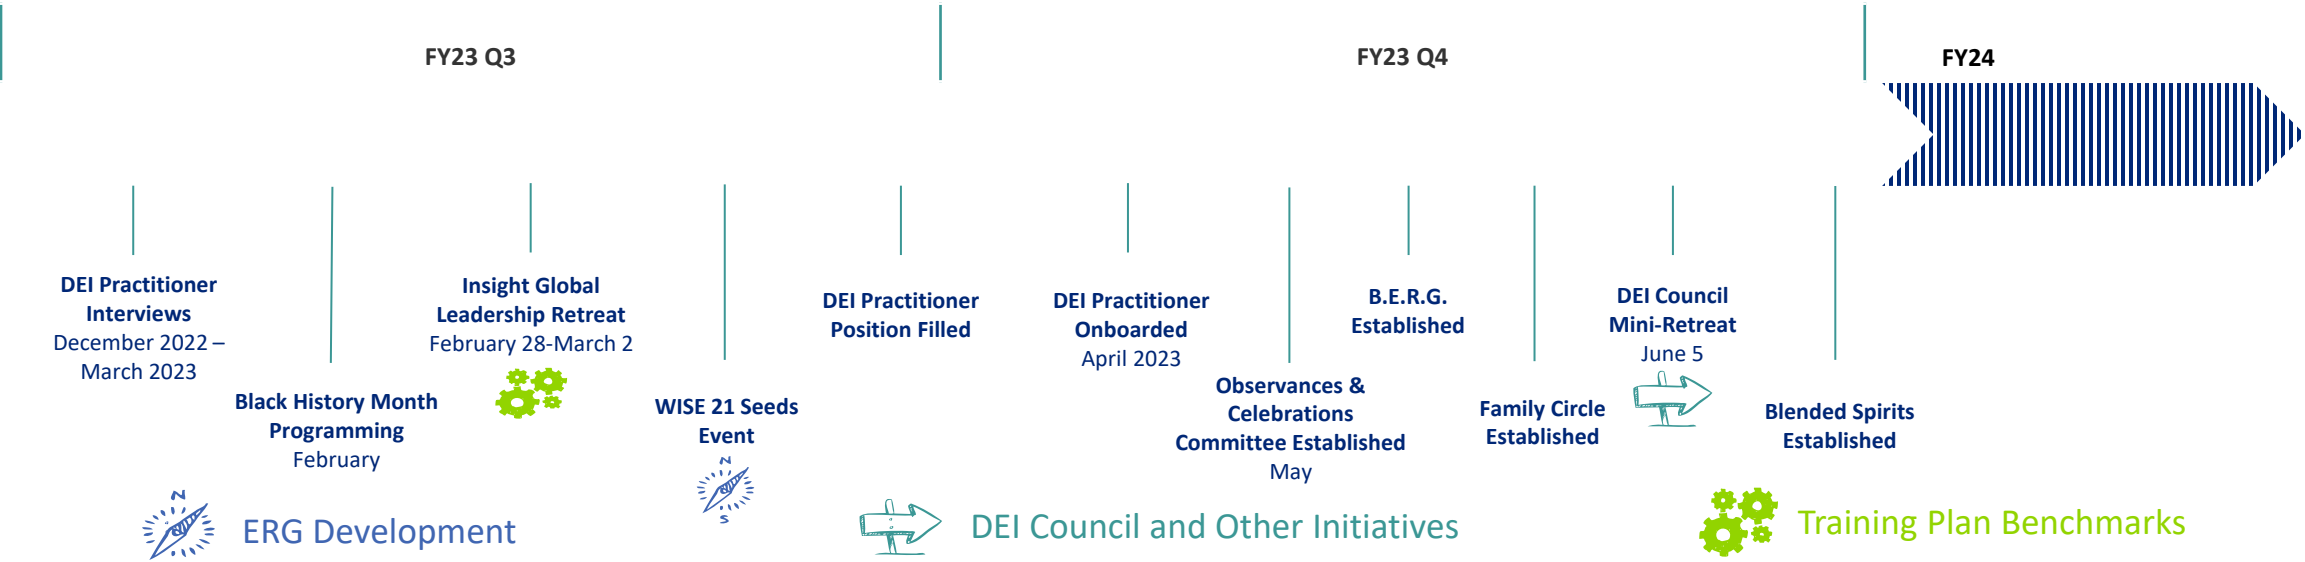 FY23 Q3
FY23 Q4
FY24
DEI Practitioner
Interviews
December 2022 –
March 2023
Black History Month
Programming
February
Insight Global
Leadership Retreat
February 28-March 2
WISE 21 Seeds
Event
N
S
DEI Practitioner
Position Filled
DEI Practitioner
Onboarded
April 2023
Observances &
Celebrations
Committee Established
May
B.E.R.G.
Established
Family Circle
Established
DEI Council
Mini-Retreat
June 5
Blended Spirits
Established
N
ERG Development
DEI Council and Other Initiatives
Training Plan Benchmarks